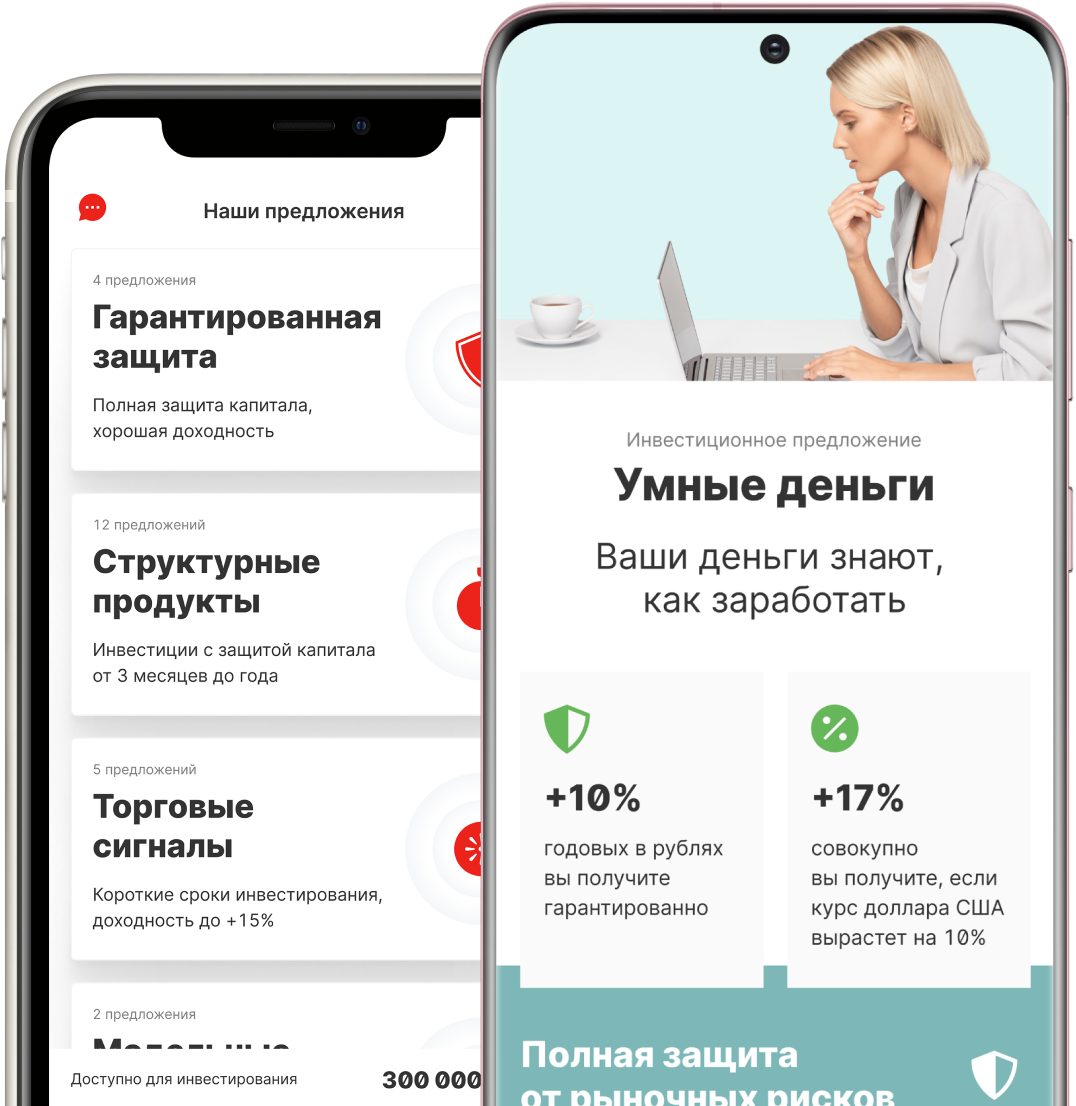 Наши предложения
4 предложения
Гарантированная
защита
Полная защита капитала,
хорошая доходность
12 предложений
Структурные
продукты
Инвестиции с защитой капитала
от 3 месяцев до года
5 предложений
Торговые
сигналы
Короткие сроки инвестирования,
доходность до +15%
2 предложения
Модельные
Доступно для инвестирования
300 000
Инвестиционное предложение
Умные деньги
Ваши деньги знают,
как заработать
+10%
годовых в рублях
вы получите
гарантированно
+17%
совокупно
вы получите, если
курс доллара США
вырастет на 10%
Полная защита
от рыночных рисков